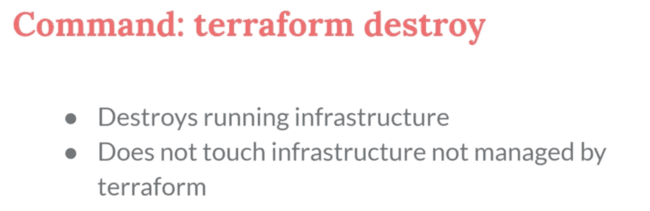 Command: terraform destroy
● Destroys running infrastructure
● Does not touch infrastructure not managed by
terraform